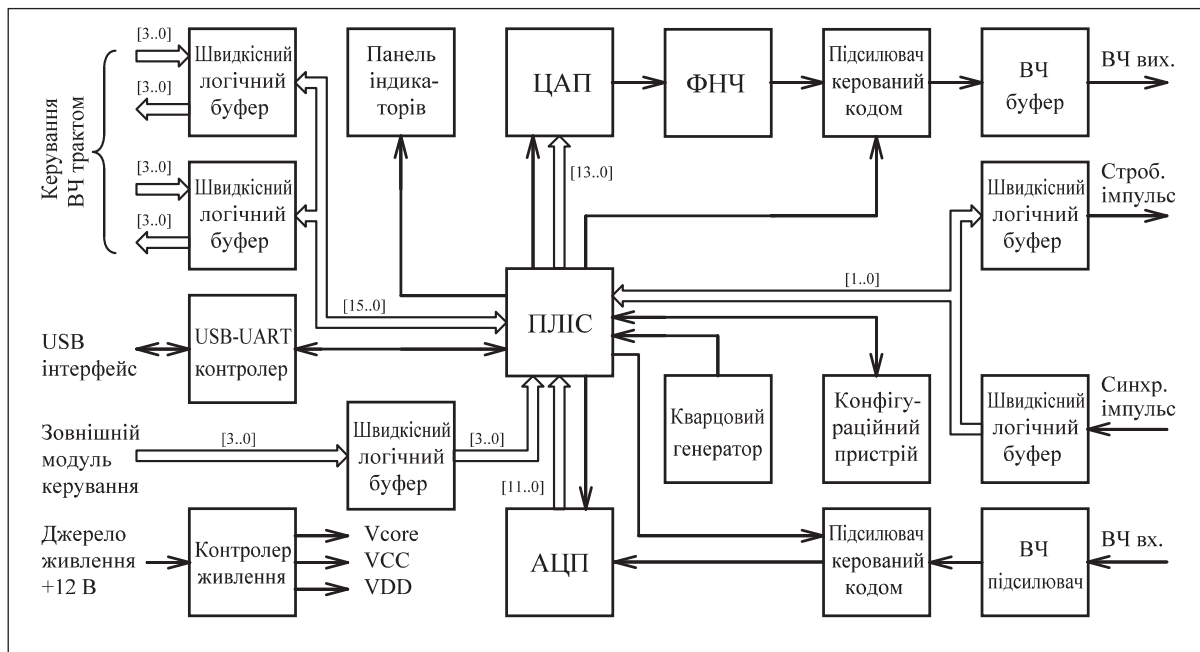 [3..0]
[3..0]
Швидкісний
логічний
буфер
Панель
індика-
торів
ЦАП
ФНЧ
Підсилювач
керований
кодом
ВЧ
буфер
ВЧ вих.
Керування
ВЧ трактом
[3..0]
[3..0]
Швидкісний
логічний
буфер
[13..0]
Швидкісний
логічний
буфер
Строб.
імпульс
[15..0]
ПЛІС
[1..0]
USB
інтерфейс
USB-UART
контролер
Зовнішній
модуль
керування
[3..0]
Швидкісний
логічний
буфер
[3..0]
[11..0]
Кварцовий
генератор
Конфігу-
раційний
пристрій
Швидкісний
логічний
буфер
Синхр.
імпульс
Джерело
живлення
+12 В
Контролер
живлення
Vcore
VCC
VDD
АЦП
Підсилювач
керований
кодом
ВЧ
підсилювач
ВЧ вх.